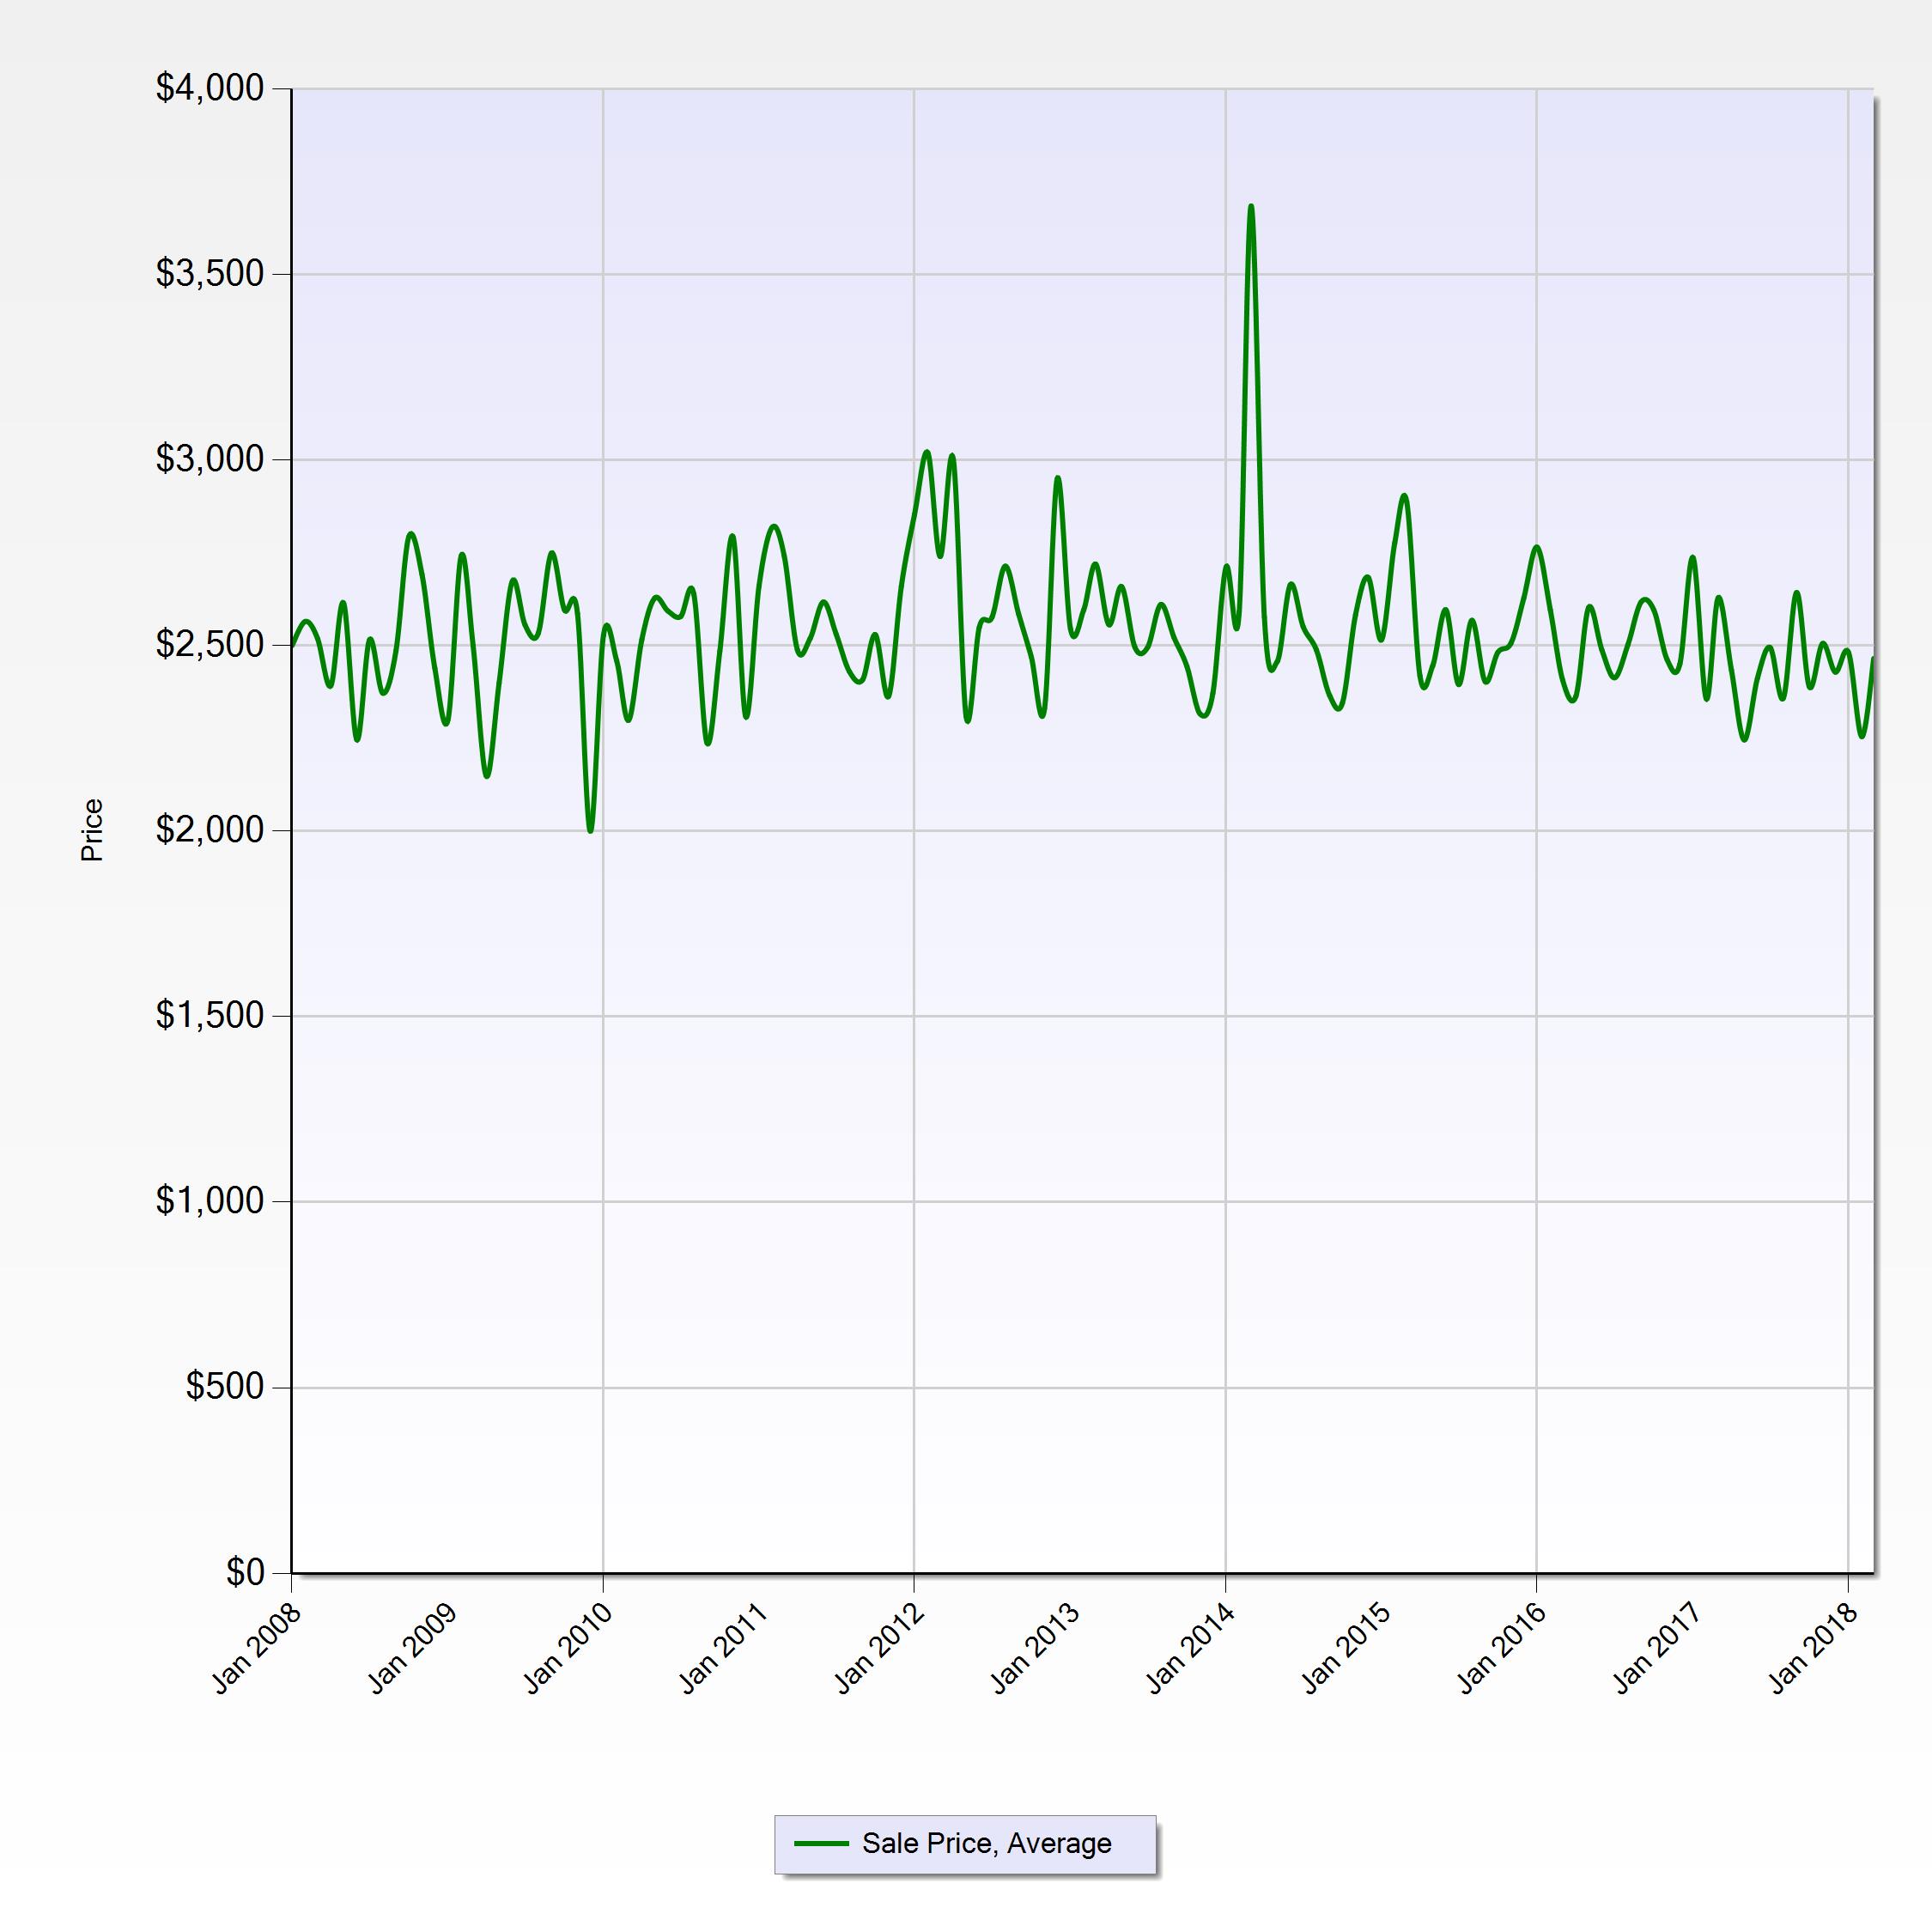 $4,000
$3,500
$3,000
$2,500
$2,000
$1,500
$1,000
$500
$0
Price
Jan 2008
Jan 2009
Jan 2010
Jan 2011
Jan 2012
Jan 2013
Jan 2014
Jan 2015
Jan 2016
Jan 2017
Jan 2018
Sale Price, Average